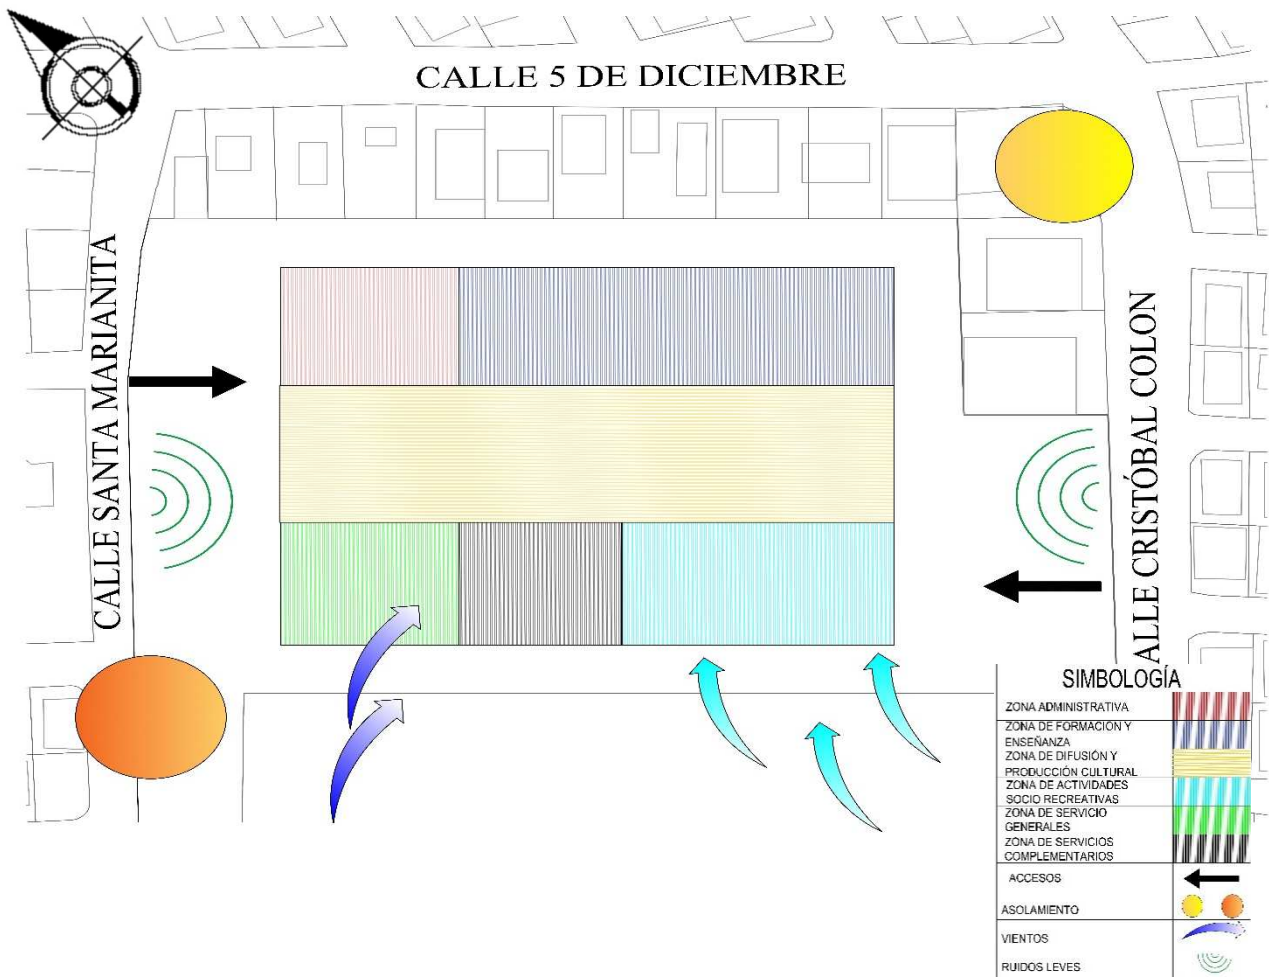 CALLE 5 DE DICIEMBRE
CALLE SANTA MARIANITA
ALLE CRISTÓBAL COLON
SIMBOLOGÍA
ZONA ADMINISTRATIVA
ZONA DE FORMACION Y
ENSEÑANZA
ZONA DE DIFUSIÓN Y
PRODUCCIÓN CULTURAL
ZONA DE ACTIVIDADES
SOCIO RECREATIVAS
ZONA DE SERVICIO
GENERALES
ZONA DE SERVICIOS
COMPLEMENTARIOS
ACCESOS
ASOLAMIENTO
VIENTOS
RUIDOS LEVES